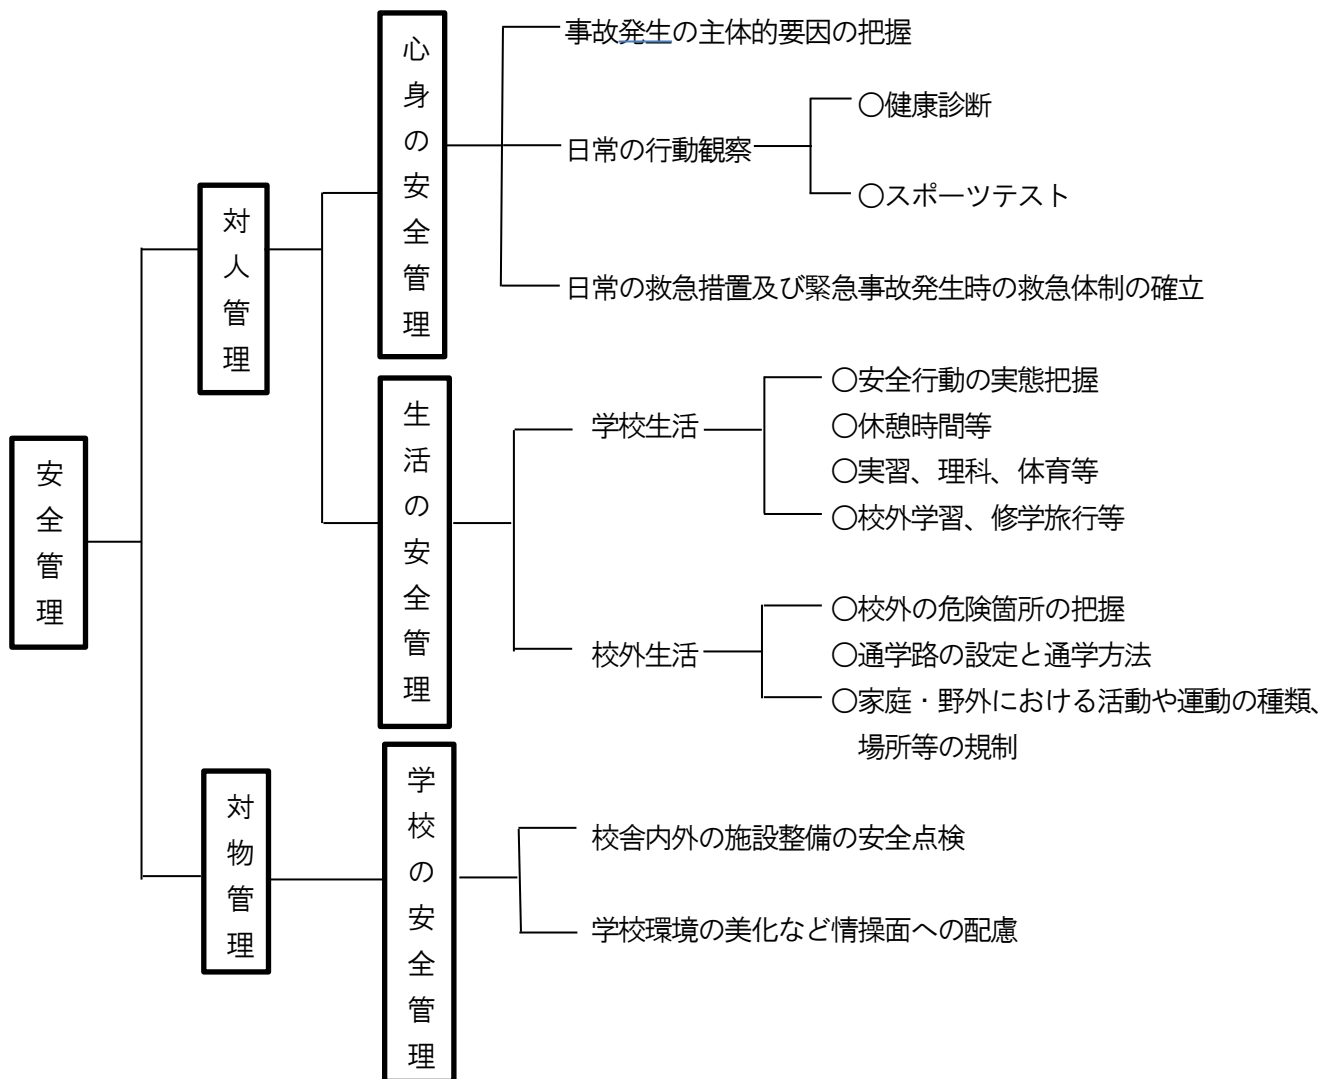 安全管理
対人管理
心身の安全管理
事故発生の主体的要因の把握
日常の行動観察
〇健康診断
〇スポーツテスト
日常の救急措置及び緊急事故発生時の救急体制の確立
生活の安全管理
学校生活
〇安全行動の実態把握
〇休憩時間等
〇実習、理科、体育等
〇校外学習、修学旅行等
校外生活
〇校外の危険箇所の把握
〇通学路の設定と通学方法
〇家庭・野外における活動や運動の種類、
場所等の規制
対物管理
学校の安全管理
校舎内外の施設整備の安全点検
学校環境の美化など情操面への配慮